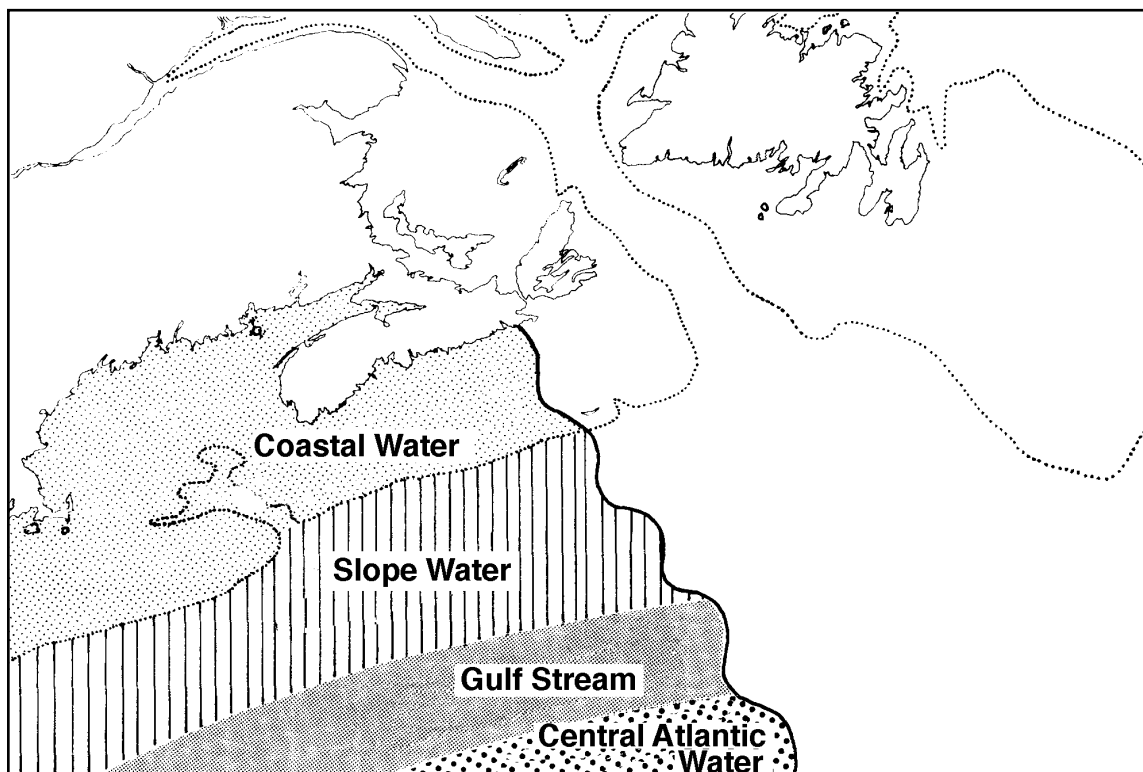 Coastal Water
Slope Water
Gulf Stream
Central Atlantic
Water